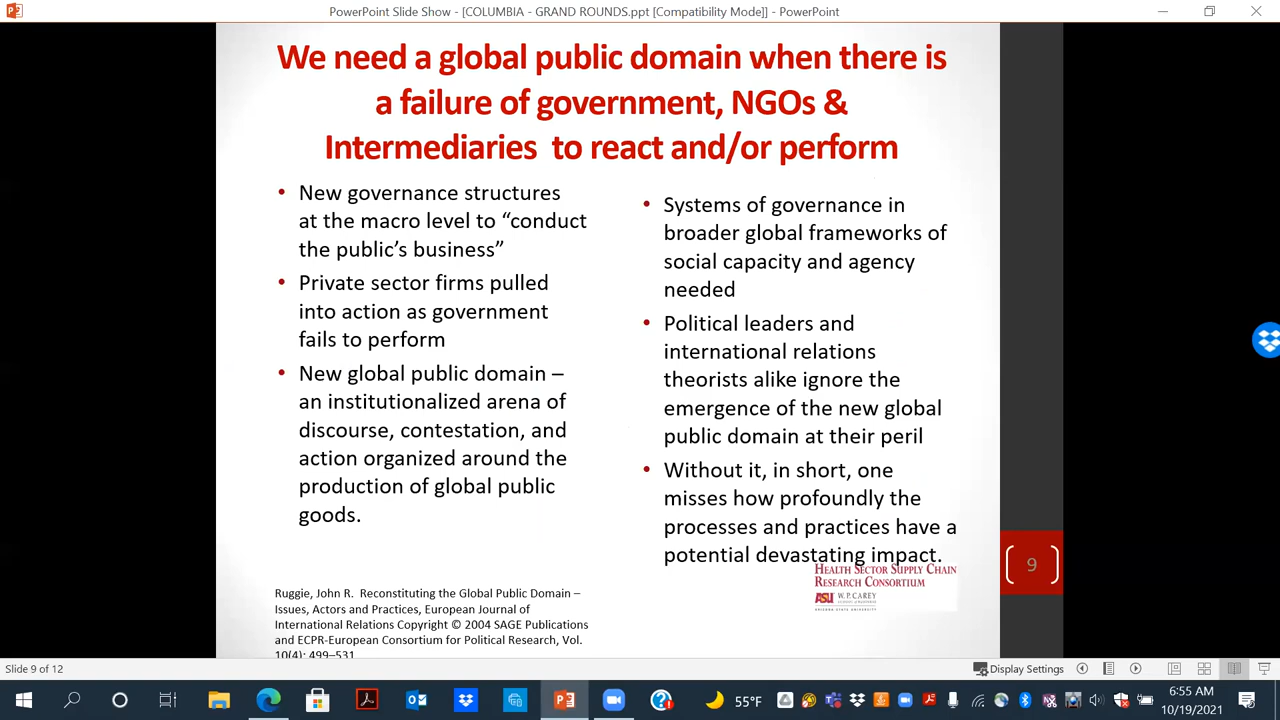 PowerPoint Slide Show - [COLUMBIA - GRAND ROUNDS.ppt [Compatibility Mode]] - PowerPoint
We need a global public domain when there is
a failure of government, NGOs &
Intermediaries to react and/or perform
• New governance structures
at the macro level to “conduct
the public’s business”
• Private sector firms pulled
into action as government
fails to perform
• New global public domain –
an institutionalized arena of
discourse, contestation, and
action organized around the
production of global public
goods.
• Systems of governance in
broader global frameworks of
social capacity and agency
needed
• Political leaders and
international relations
theorists alike ignore the
emergence of the new global
public domain at their peril
• Without it, in short, one
misses how profoundly the
processes and practices have a
potential devastating impact.
9
HEALTH SECTOR SUPPLY CHAIN
RESEARCH CONSORTIUM
ASU W. P. CAREY
Ruggie, John R. Reconstituting the Global Public Domain –
Issues, Actors and Practices, European Journal of
International Relations Copyright © 2004 SAGE Publications
and ECPR-European Consortium for Political Research, Vol.
10(4): 499–531
Slide 9 of 12
Display Settings
55°F
6:55 AM
10/19/2021